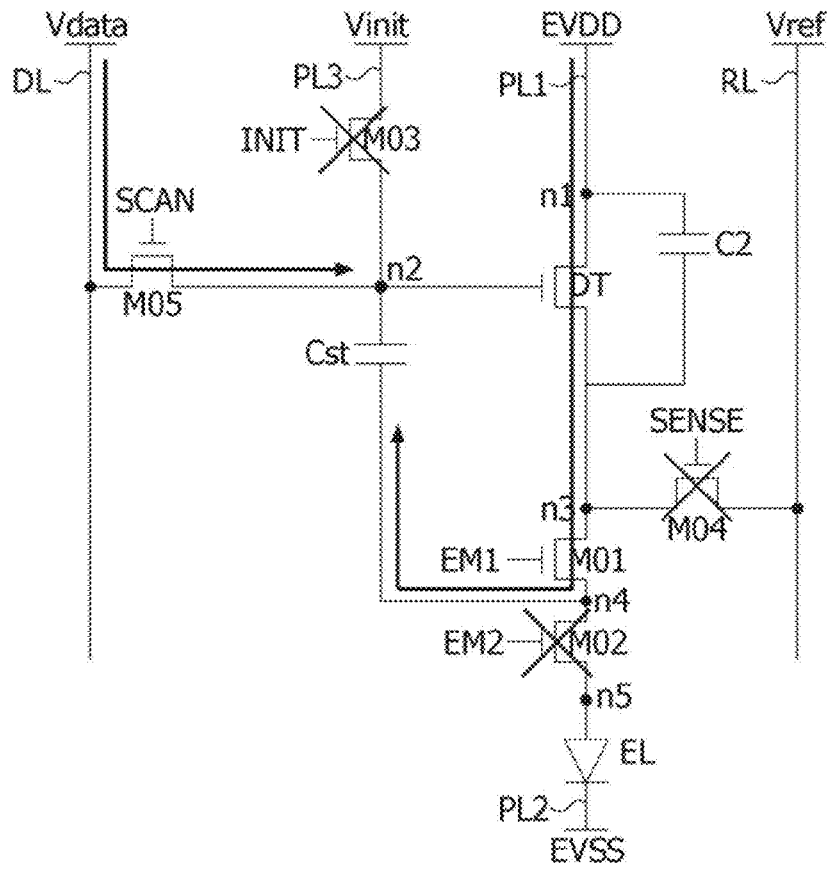 Vdata Vinit EVDD Vref
DL PL3 PL1 RL
INIT M03
SCAN n1 C2
n2 DT
M05
Cst
SENSE
n3 M04
EM1 M01
n4
EM2 M02
n5
EL
PL2
EVSS